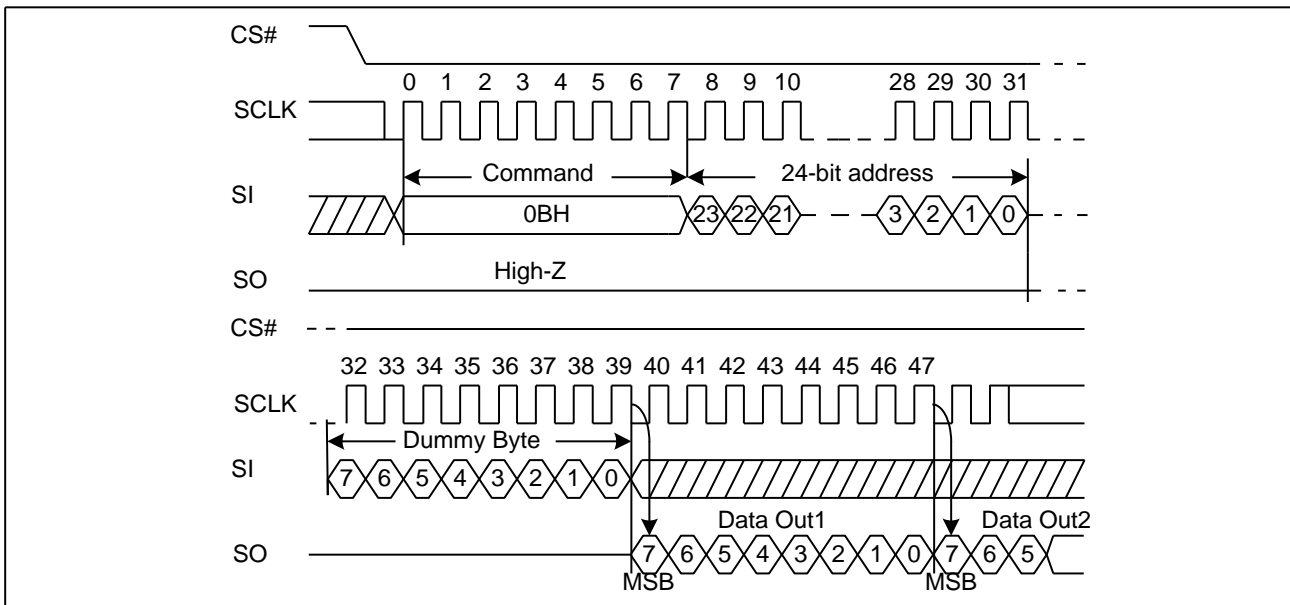 CS#
0 1 2 3 4 5 6 7 8 9 10 28 29 30 31
SCLK
Command 24-bit address
SI
0BH 23 22 21 3 2 1 0
High-Z
SO
CS#
32 33 34 35 36 37 38 39 40 41 42 43 44 45 46 47
SCLK
Dummy Byte
SI
7 6 5 4 3 2 1 0
Data Out1 Data Out2
SO
7 6 5 4 3 2 1 0 7 6 5
MSB MSB